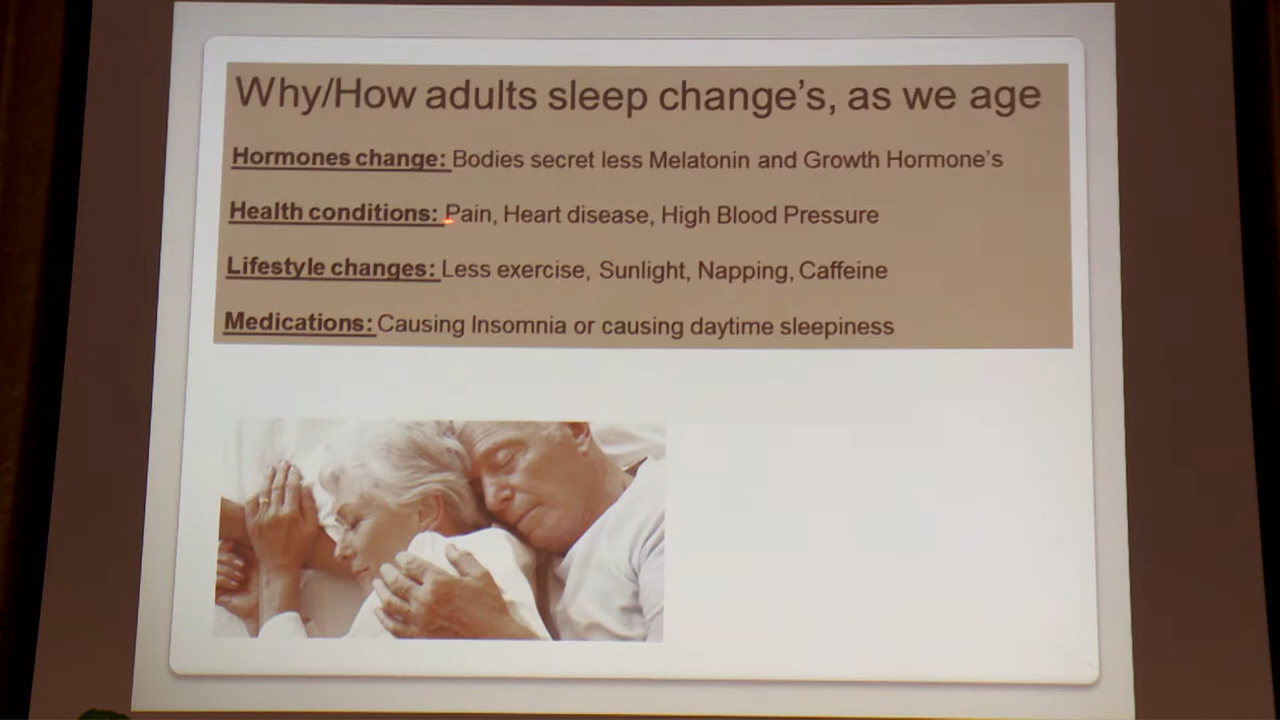 Why/How adults sleep change's, as we age
Hormones change: Bodies secret less Melatonin and Growth Hormone's
Health conditions: Pain, Heart disease, High Blood Pressure
Lifestyle changes: Less exercise, Sunlight, Napping, Caffeine
Medications: Causing Insomnia or causing daytime sleepiness